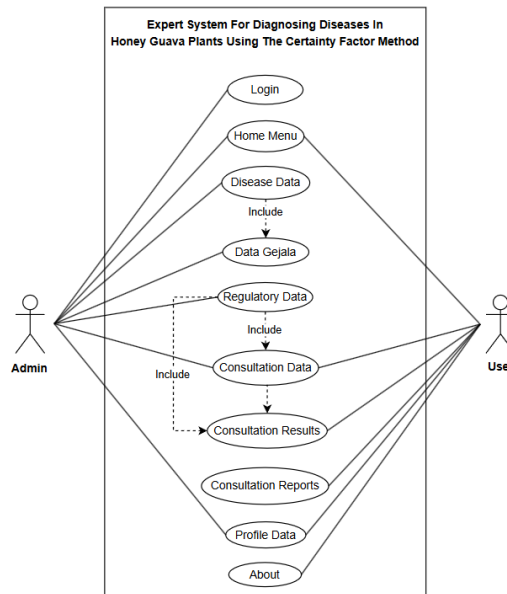 Expert System For Diagnosing Diseases In
Honey Guava Plants Using The Certainty Factor Method
Login
Home Menu
Disease Data
Include
Data Gejala
Regulatory Data
Include
Admin
Use
Include
Consultation Data
Consultation Results
Consultation Reports
Profile Data
About